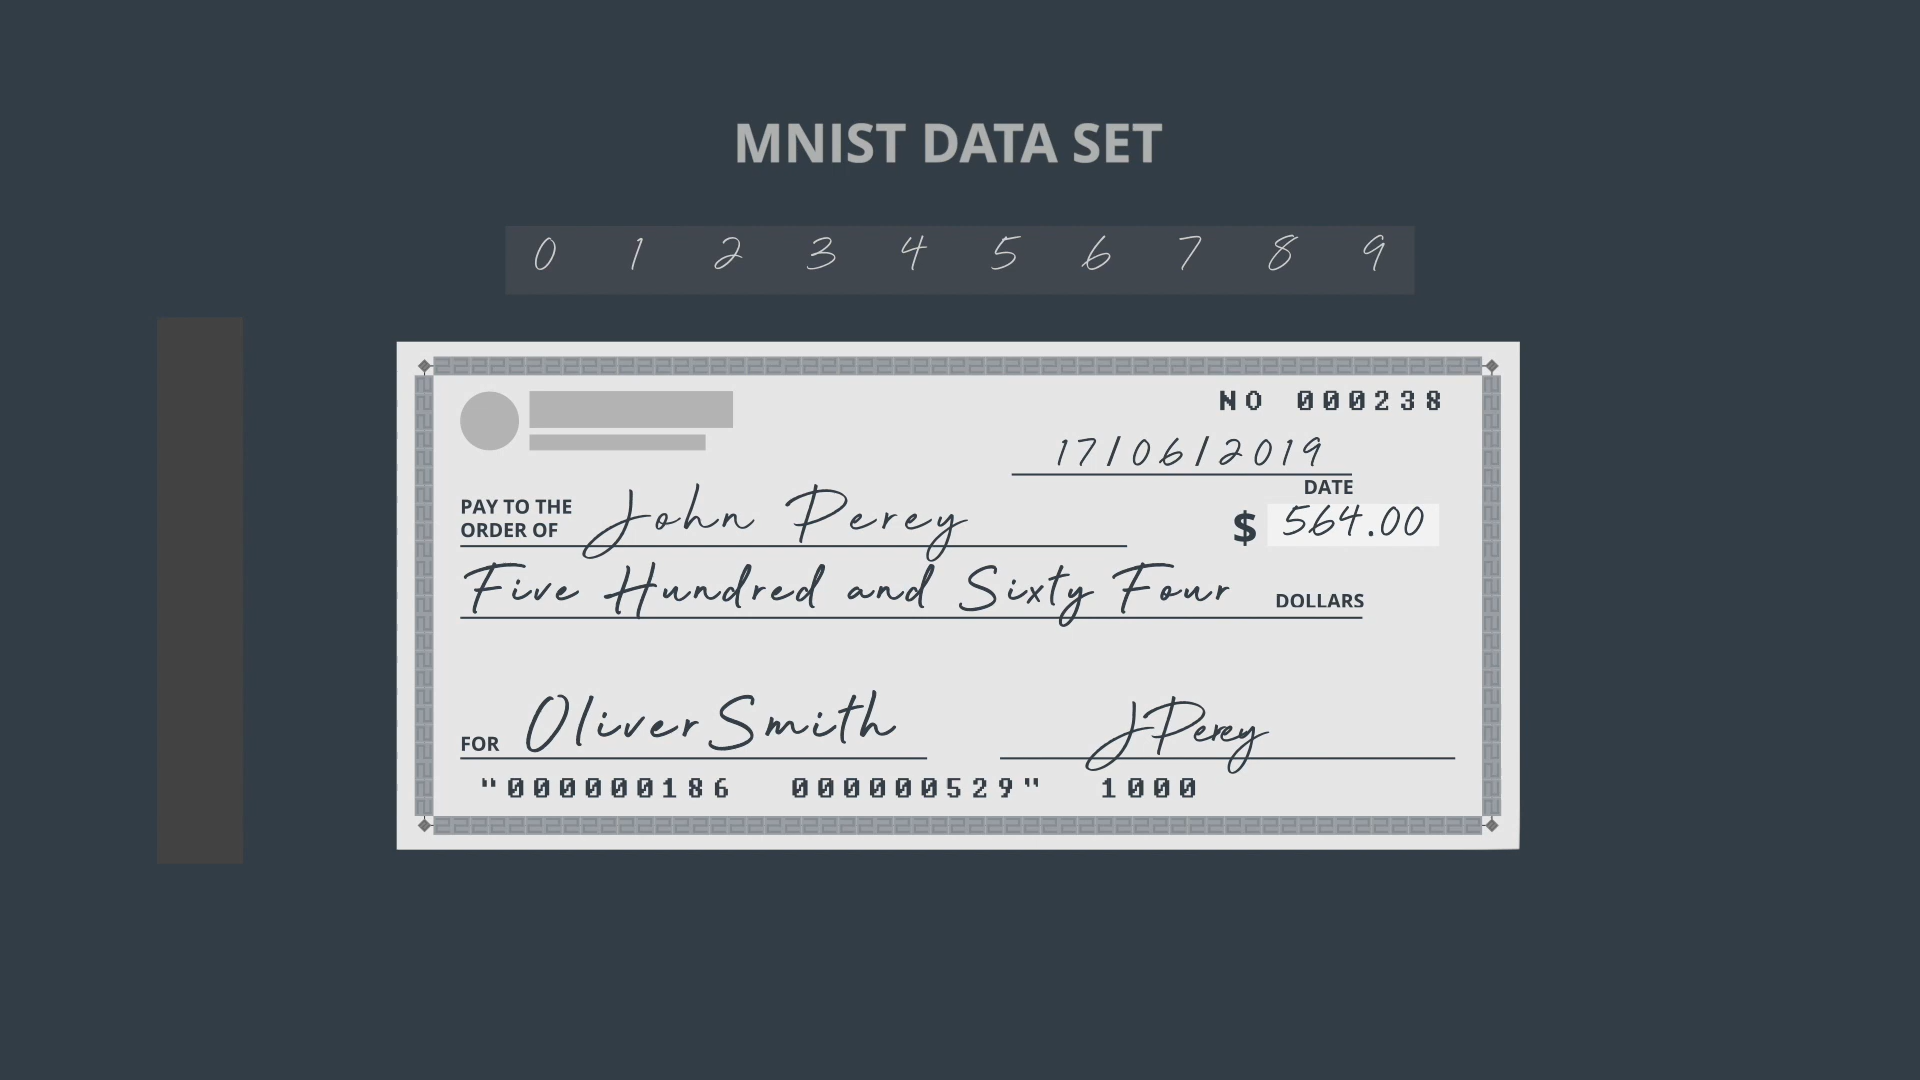 MNIST DATA SET
0 1 2 3 4 5 6 7 8 9
NO 000238
17/06/2019
DATE
PAY TO THE
ORDER OF John Perey
$ 564.00
Five Hundred and Sixty Four DOLLARS
FOR Oliver Smith J Perey
"000000186 000000529" 1000